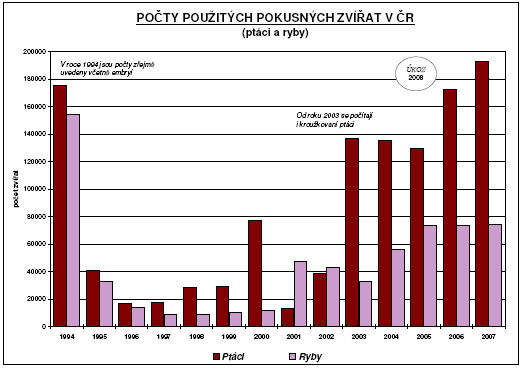 POČTY POUŽITÝCH POKUSNÝCH ZVÍŘAT V ČR
(ptáci a ryby)
V roce 1994 jsou počty zřejmě
uvedeny včetně embryí
ÚKOZ
2008
Od roku 2003 se počítají
i kroužkovaní ptáci
počet zvířat
200000
180000
160000
140000
120000
100000
80000
60000
40000
20000
0
1994 1995 1996 1997 1998 1999 2000 2001 2002 2003 2004 2005 2006 2007
Ptáci Ryby